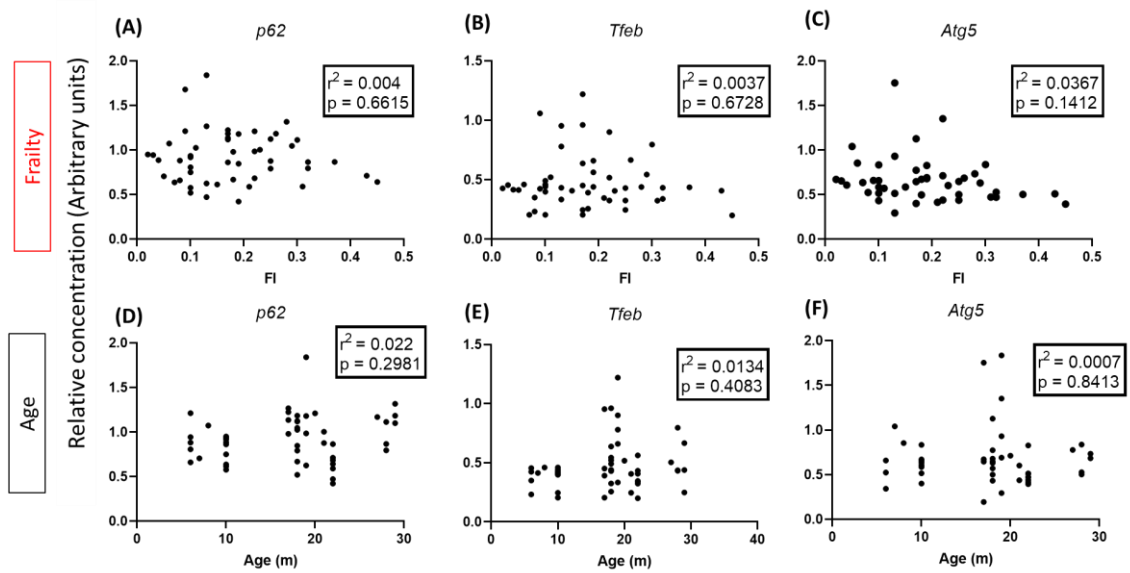 Frailty
Age
Relative concentration (Arbitrary units)
(A)
p62
r² = 0.004
p = 0.6615
2.0
1.5
1.0
0.5
0.0
0.0 0.1 0.2 0.3 0.4 0.5
FI
(B)
Tfeb
r² = 0.0037
p = 0.6728
1.5
1.0
0.5
0.0
0.0 0.1 0.2 0.3 0.4 0.5
FI
(C)
Atg5
r² = 0.0367
p = 0.1412
2.0
1.5
1.0
0.5
0.0
0.0 0.1 0.2 0.3 0.4 0.5
FI
(D)
p62
r² = 0.022
p = 0.2981
2.0
1.5
1.0
0.5
0.0
0 10 20 30
Age (m)
(E)
Tfeb
r² = 0.0134
p = 0.4083
1.5
1.0
0.5
0.0
0 10 20 30 40
Age (m)
(F)
Atg5
r² = 0.0007
p = 0.8413
2.0
1.5
1.0
0.5
0.0
0 10 20 30
Age (m)